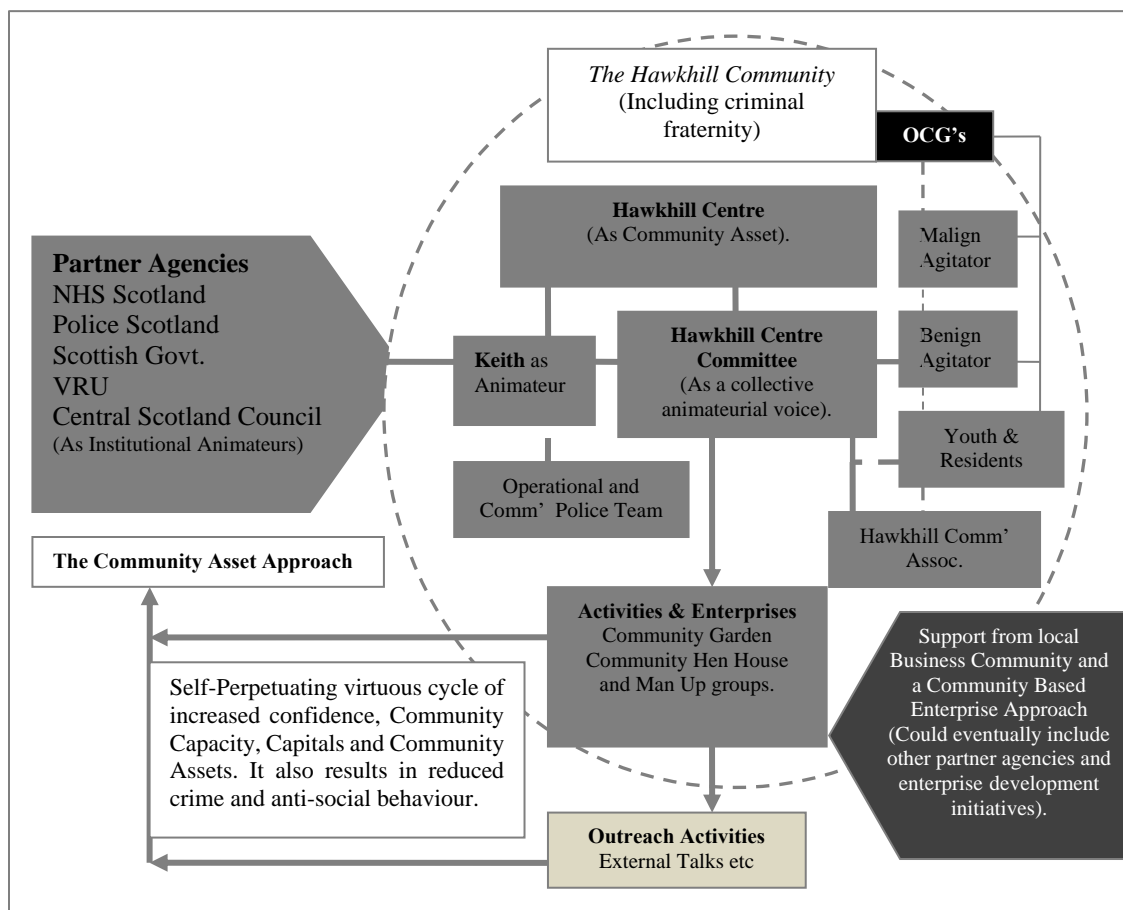 The Hawkhill Community
(Including criminal
fraternity)
OCG's
Hawkhill Centre
(As Community Asset).
Malign
Agitator
Partner Agencies
NHS Scotland
Police Scotland
Scottish Govt.
VRU
Central Scotland Council
(As Institutional Animateurs)
Keith as
Animateur
Hawkhill Centre
Committee
(As a collective
animateurial voice).
Benign
Agitator
Youth &
Residents
Operational and
Comm' Police Team
Hawkhill Comm'
Assoc.
The Community Asset Approach
Activities & Enterprises
Community Garden
Community Hen House
and Man Up groups.
Support from local
Business Community and
a Community Based
Enterprise Approach
(Could eventually include
other partner agencies and
enterprise development
initiatives).
Self-Perpetuating virtuous cycle of
increased confidence, Community
Capacity, Capitals and Community
Assets. It also results in reduced
crime and anti-social behaviour.
Outreach Activities
External Talks etc